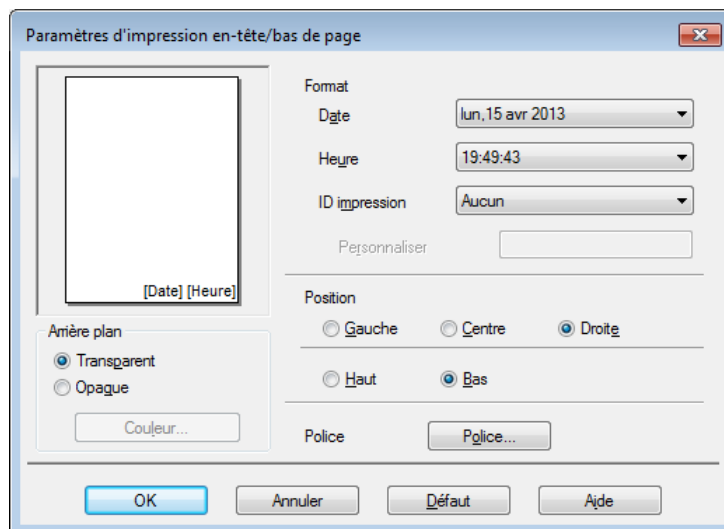 Paramètres d'impression en-tête/bas de page
[Date] [Heure]
Arrière plan
Transparent
Opaque
Couleur...
Format
Date
lun,15 avr 2013
Heure
19:49:43
ID impression
Aucun
Personnaliser
Position
Gauche
Centre
Droite
Haut
Bas
Police
Police...
OK
Annuler
Défaut
Aide